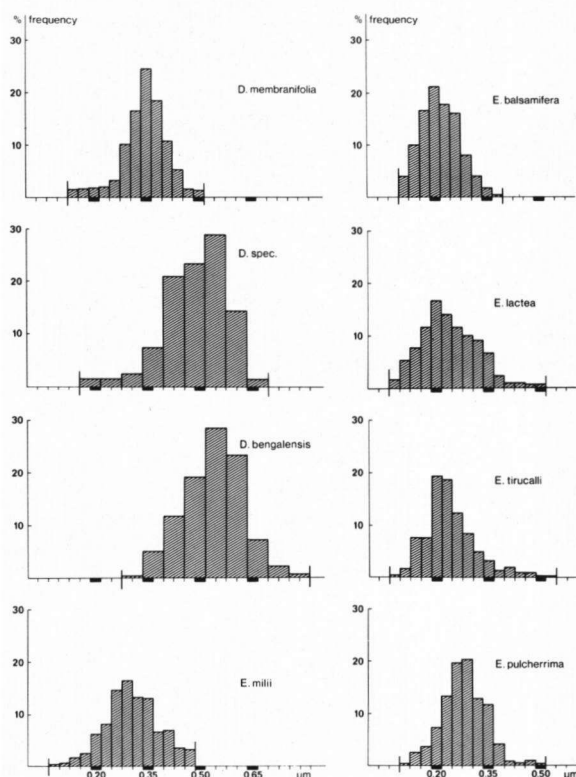 % frequency
30
20
10
D. membranifolia
% frequency
30
20
10
E. balsamifera
30
20
10
D. spec.
30
20
10
E. lactea
30
20
10
D. bengalensis
30
20
10
E. tirucalli
30
20
10
E. milii
0.20 0.35 0.50 0.65 µm
30
20
10
E. pulcherrima
0.20 0.35 0.50 µm